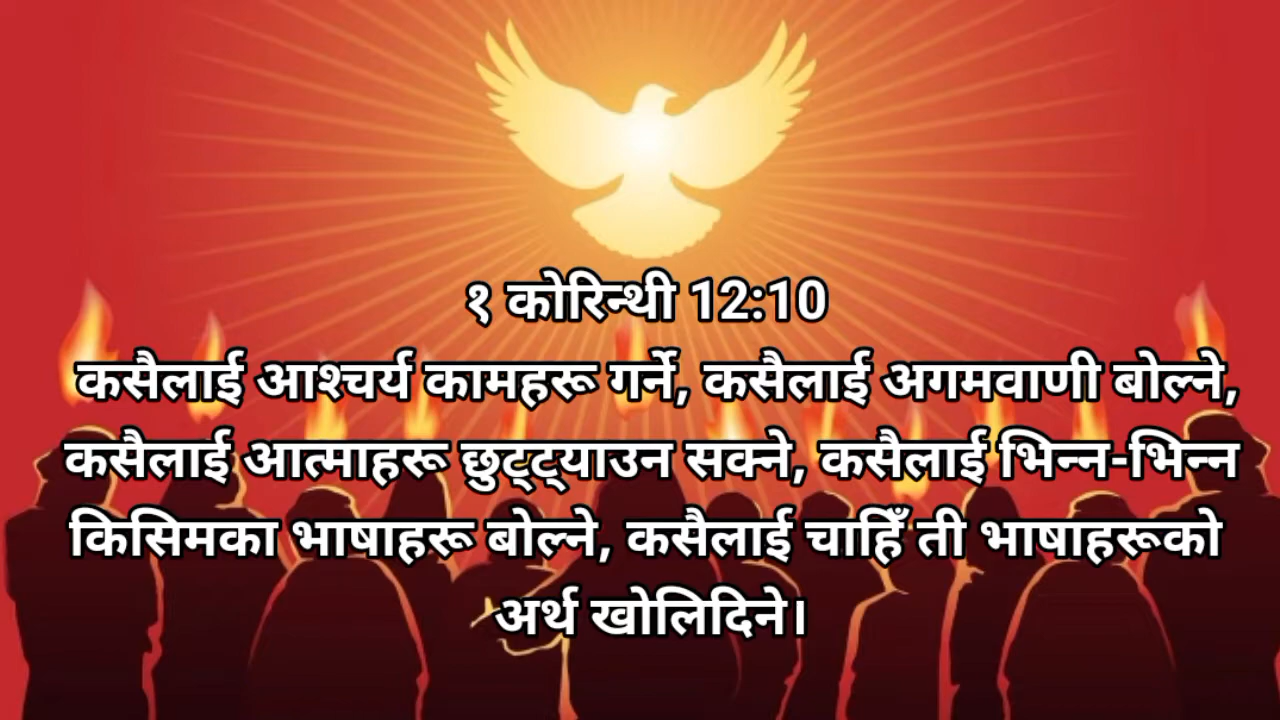 १ कोरिन्थी 12:10
कसैलाई आश्चर्य कामहरू गर्ने, कसैलाई अगमवाणी बोल्ने,
कसैलाई आत्माहरू छुट्ट्याउन सक्ने, कसैलाई भिन्न-भिन्न
किसिमका भाषाहरू बोल्ने, कसैलाई चाहिँ ती भाषाहरूको
अर्थ खोलिदिने।